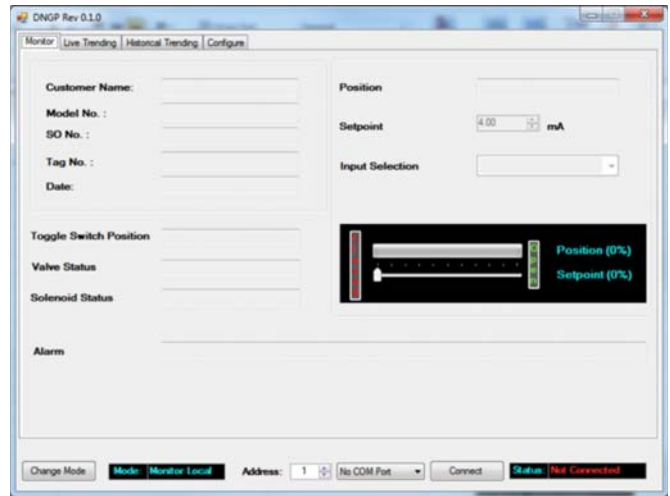 DNGP Rev 0.1.0
Monitor Live Trending Historical Trending Configure
Customer Name:
Model No. :
SO No. :
Tag No. :
Date:
Position
Setpoint 4.00 mA
Input Selection
Toggle Switch Position
Valve Status
Solenoid Status
Position (0%)
Setpoint (0%)
Alarm
Change Mode Mode: Monitor Local Address: 1 No COM Port Connect Status: Not Connected